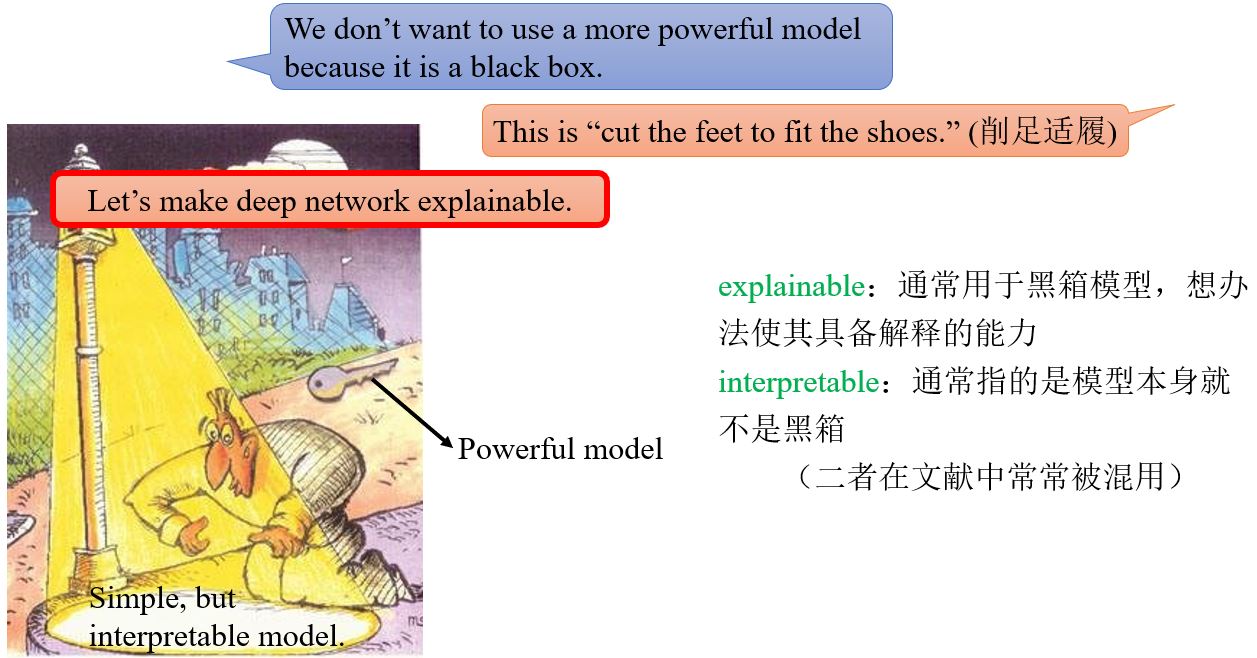 We don’t want to use a more powerful model
because it is a black box.
This is “cut the feet to fit the shoes.” (削足适履)
Let’s make deep network explainable.
explainable：通常用于黑箱模型，想办
法使其具备解释的能力
interpretable：通常指的是模型本身就
不是黑箱
（二者在文献中常常被混用）
Powerful model
Simple, but
interpretable model.